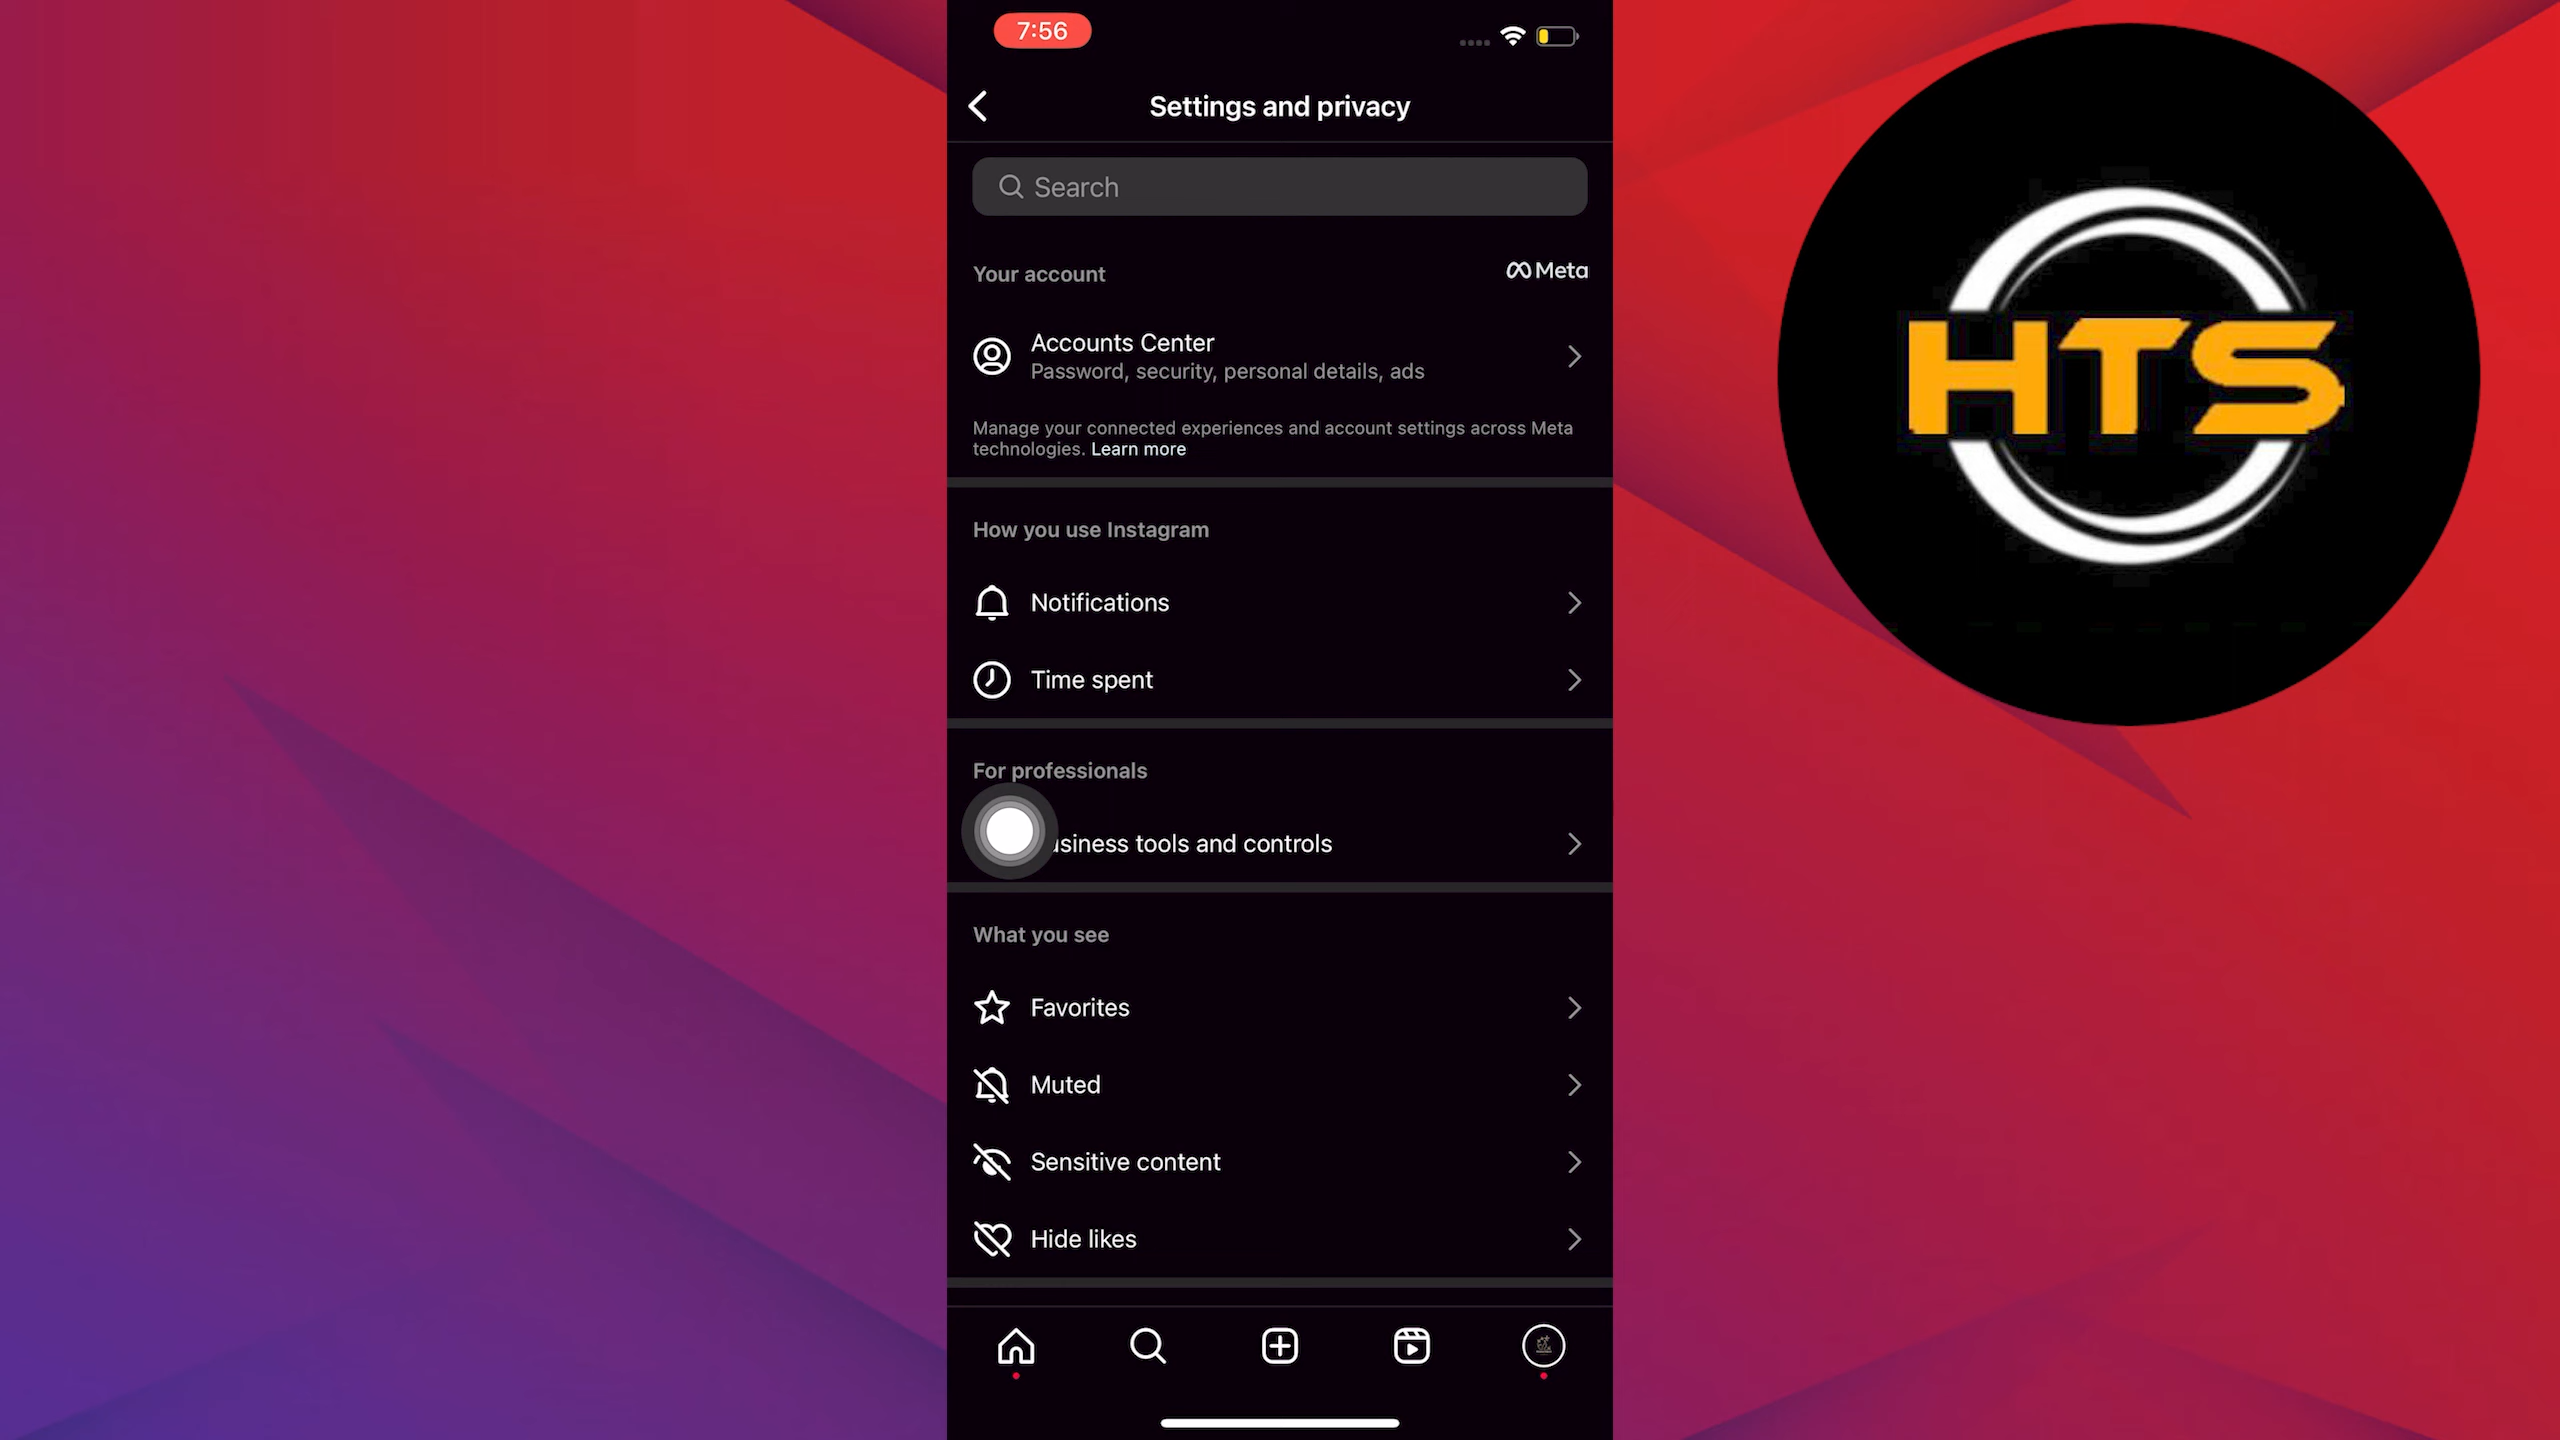 7:56
Settings and privacy
Search
Your account
Meta
Accounts Center
Password, security, personal details, ads
Manage your connected experiences and account settings across Meta
technologies. Learn more
How you use Instagram
Notifications
Time spent
For professionals
usiness tools and controls
What you see
Favorites
Muted
Sensitive content
Hide likes
HTS